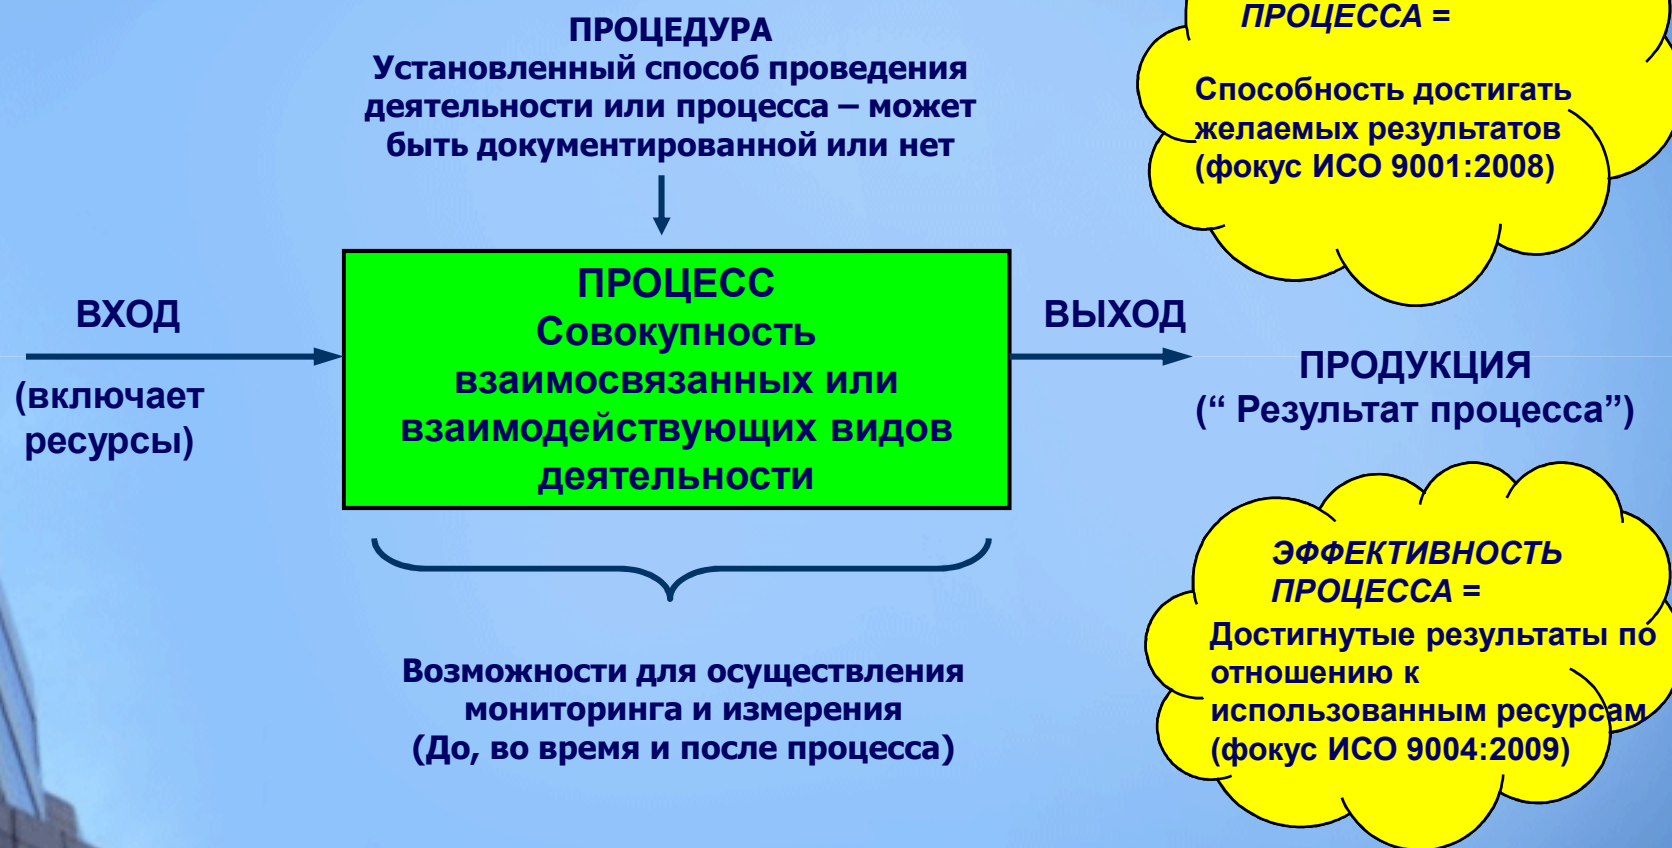 ПРОЦЕДУРА
Установленный способ проведения
деятельности или процесса – может
быть документированной или нет
ПРОЦЕССА =
Способность достигать
желаемых результатов
(фокус ИСО 9001:2008)
ВХОД
(включает
ресурсы)
ПРОЦЕСС
Совокупность
взаимосвязанных или
взаимодействующих видов
деятельности
ВЫХОД
ПРОДУКЦИЯ
(“ Результат процесса”)
Возможности для осуществления
мониторинга и измерения
(До, во время и после процесса)
ЭФФЕКТИВНОСТЬ
ПРОЦЕССА =
Достигнутые результаты по
отношению к
использованным ресурсам
(фокус ИСО 9004:2009)